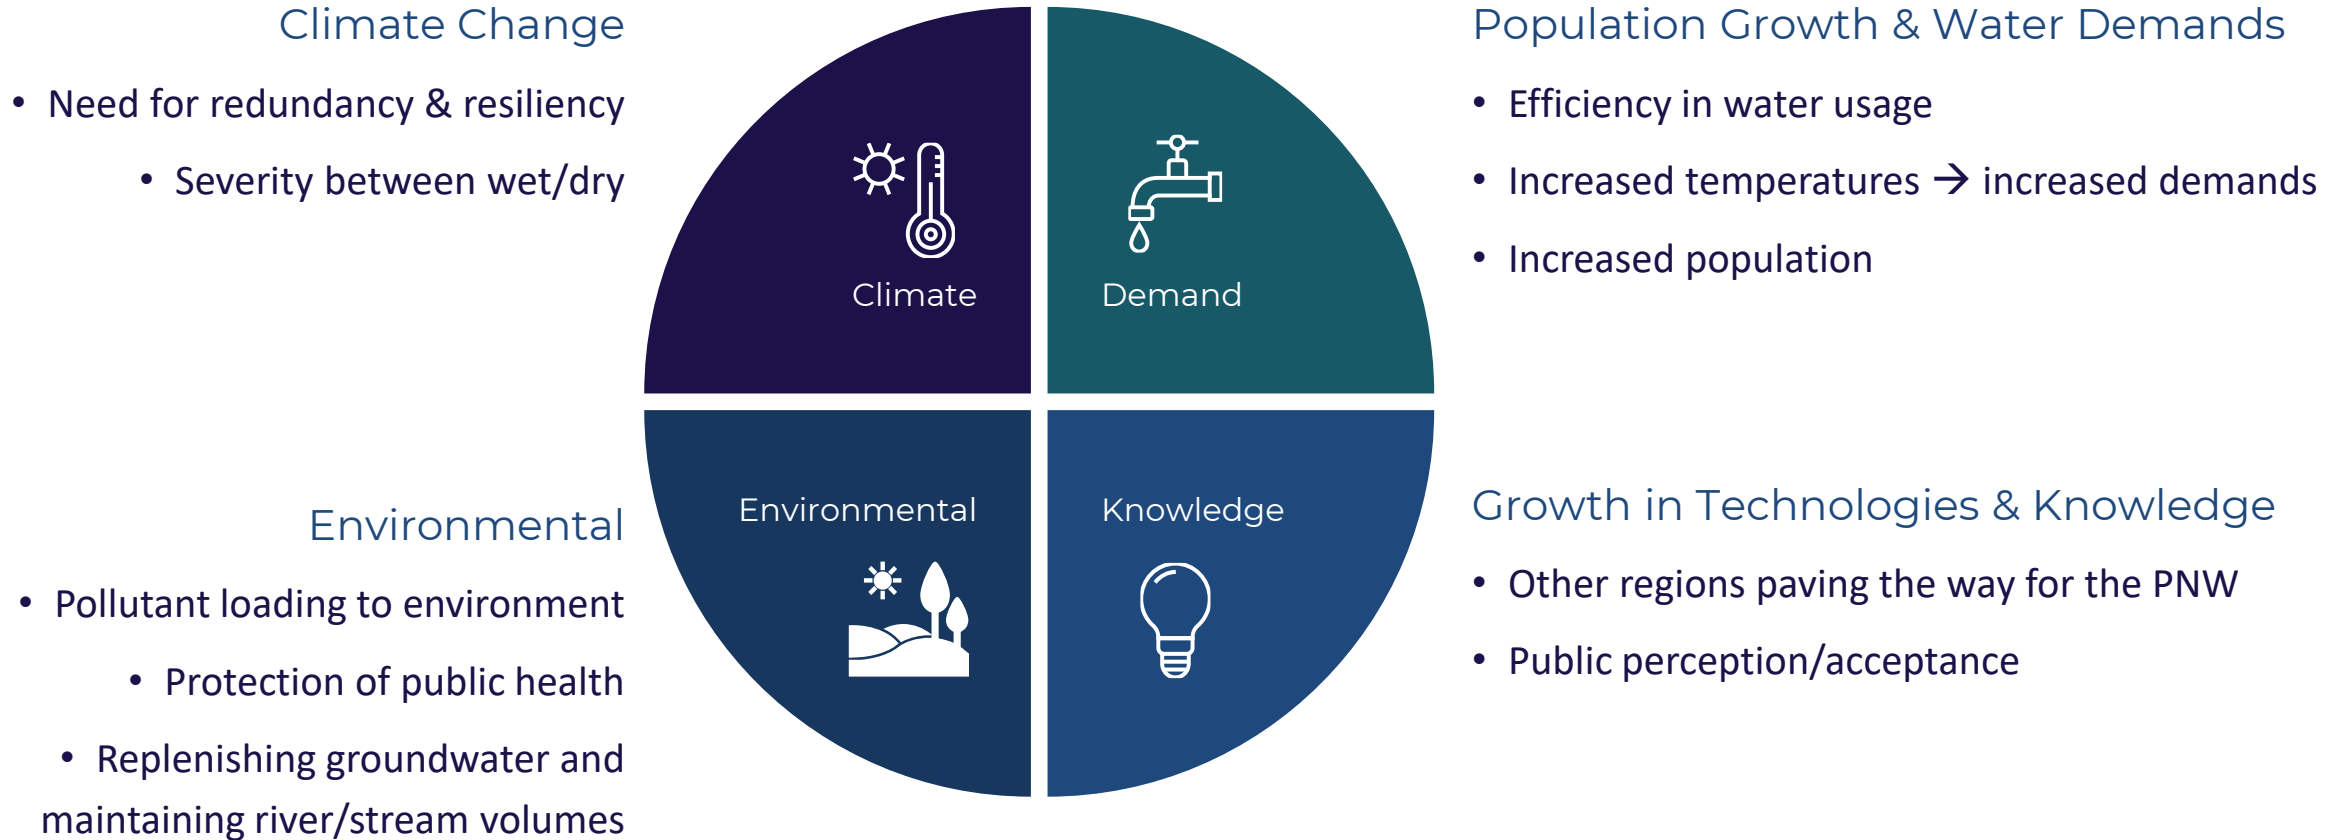 Climate Change
• Need for redundancy & resiliency
• Severity between wet/dry
Climate
Demand
Population Growth & Water Demands
• Efficiency in water usage
• Increased temperatures → increased demands
• Increased population
Environmental
• Pollutant loading to environment
• Protection of public health
• Replenishing groundwater and
maintaining river/stream volumes
Environmental
Knowledge
Growth in Technologies & Knowledge
• Other regions paving the way for the PNW
• Public perception/acceptance